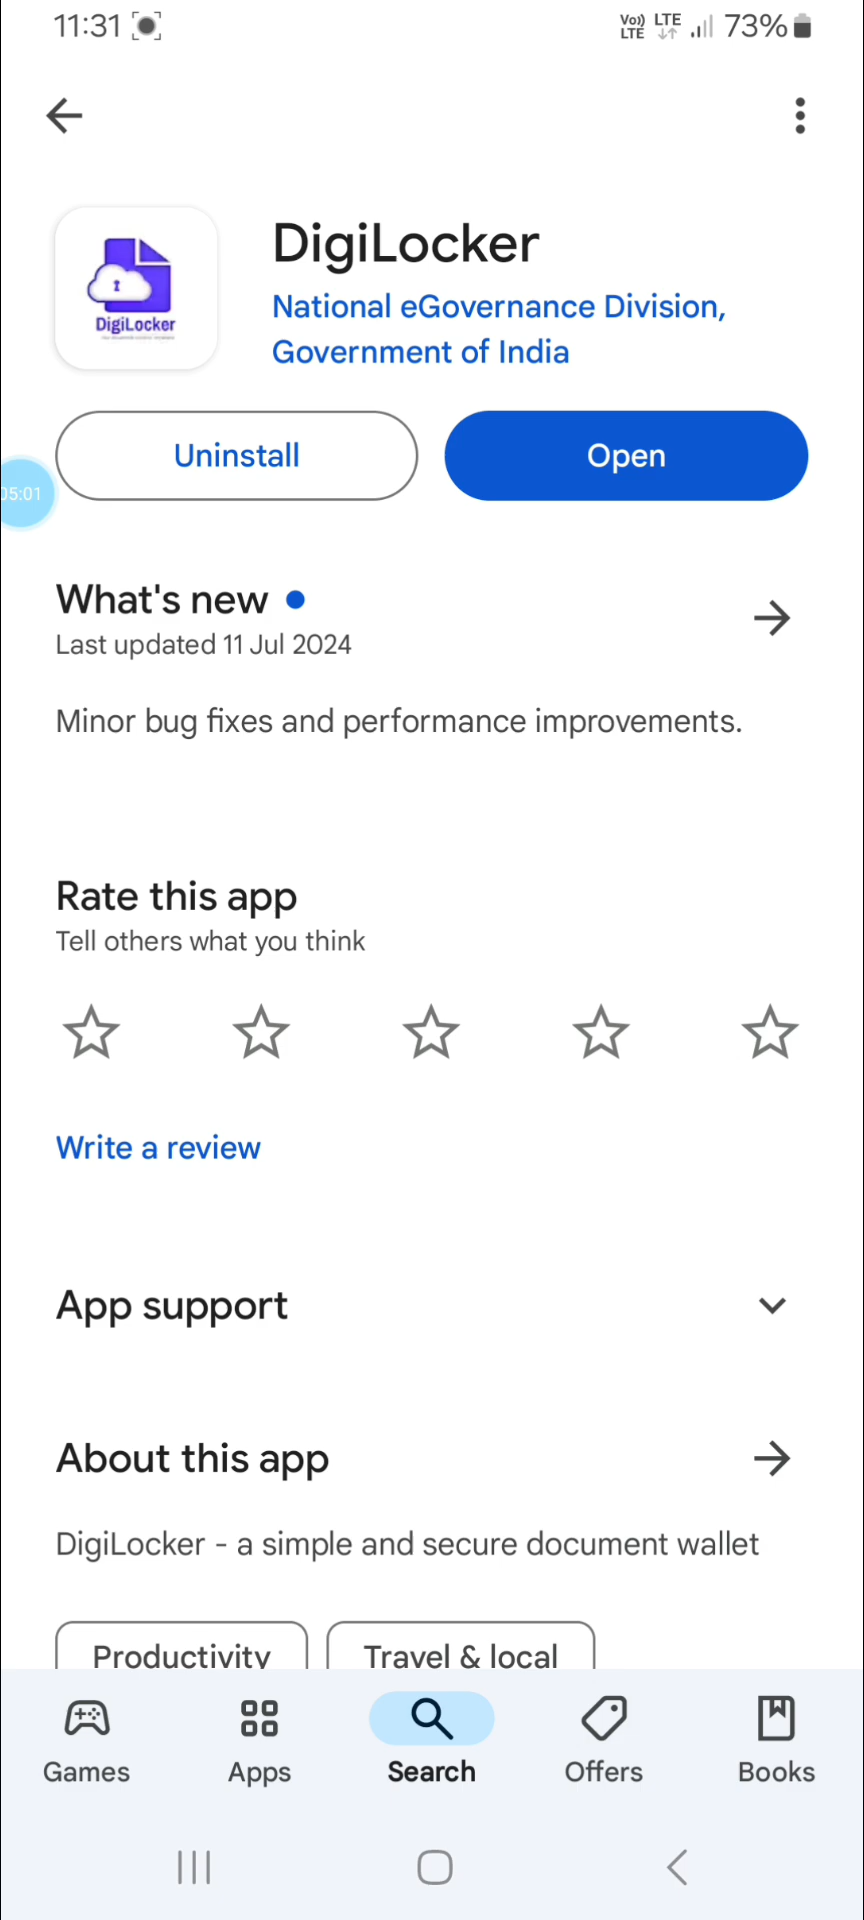 11:31
Vo)) LTE
LTE
73%
DigiLocker
DigiLocker
National eGovernance Division,
Government of India
Uninstall
Open
05:01
What's new
Last updated 11 Jul 2024
Minor bug fixes and performance improvements.
Rate this app
Tell others what you think
Write a review
App support
About this app
DigiLocker - a simple and secure document wallet
Productivity
Travel & local
Games
Apps
Search
Offers
Books